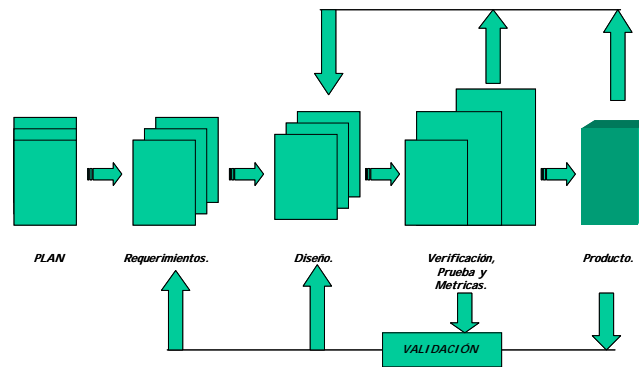 PLAN
Requerimientos.
Diseño.
Verificación,
Prueba y
Metricas.
Producto.
VALIDACIÓN